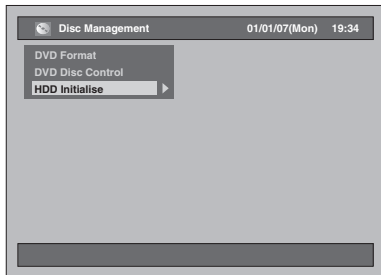 Disc Management 01/01/07(Mon) 19:34
DVD Format
DVD Disc Control
HDD Initialise